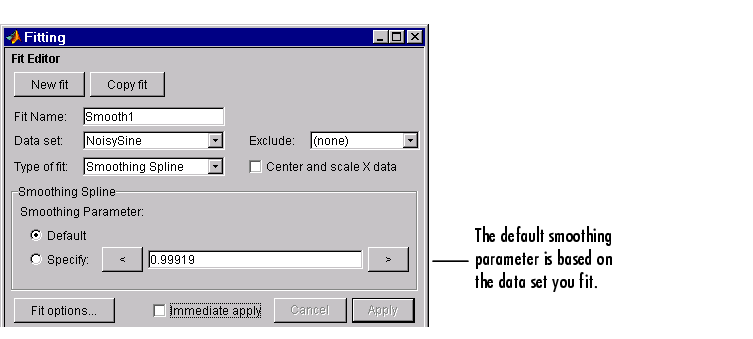 Fitting
Fit Editor
New fit Copy fit
Fit Name: Smooth1
Data set: NoisySine Exclude: (none)
Type of fit: Smoothing Spline Center and scale X data
Smoothing Spline
Smoothing Parameter:
Default
Specify: < 0.99919 >
The default smoothing
parameter is based on
the data set you fit.
Fit options... Immediate apply Cancel Apply